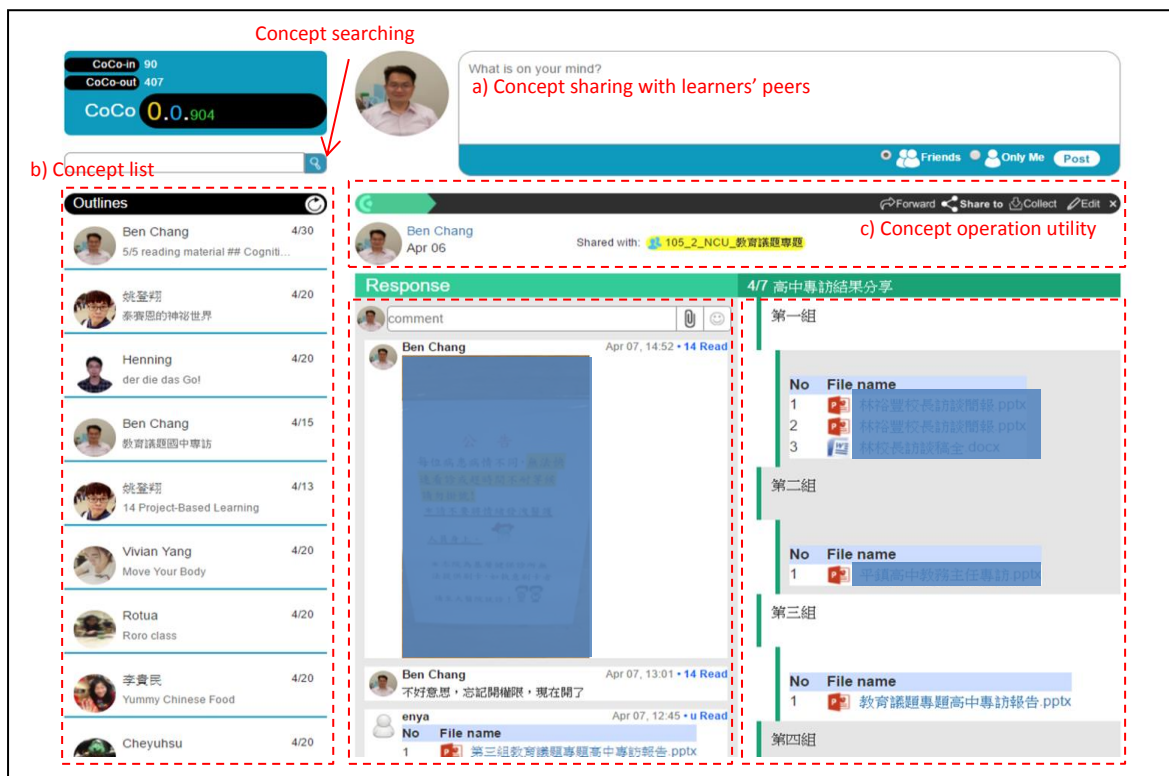 Concept searching
CoCo-in 90
CoCo-out 407
CoCo 0.0.904
What is on your mind?
a) Concept sharing with learners' peers
Friends Only Me Post
b) Concept list
Outlines
Ben Chang 4/30
5/5 reading material ## Cogniti...
姚登翔 4/20
泰賽恩的神祕世界
Henning 4/20
der die das Go!
Ben Chang 4/15
教育議題國中專訪
姚登翔 4/13
14 Project-Based Learning
Vivian Yang 4/20
Move Your Body
Rotua 4/20
Roro class
李貴民 4/20
Yummy Chinese Food
Cheyuhsu 4/20
Forward Share to Collect Edit ×
Ben Chang
Apr 06
Shared with: 105_2_NCU_教育議題專題
c) Concept operation utility
Response
comment
Ben Chang Apr 07, 14:52 • 14 Read
公 告
Ben Chang Apr 07, 13:01 • 14 Read
不好意思，忘記開權限，現在開了
enya Apr 07, 12:45 • u Read
No File name
1 第三組教育議題專題高中專訪報告.pptx
4/7 高中專訪結果分享
第一組
No File name
1 林裕豐校長訪談簡報.pptx
2 林裕豐校長訪談簡報.pptx
3 林校長訪談稿全.docx
第二組
No File name
1 平鎮高中教務主任專訪.pptx
第三組
No File name
1 教育議題專題高中專訪報告.pptx
第四組